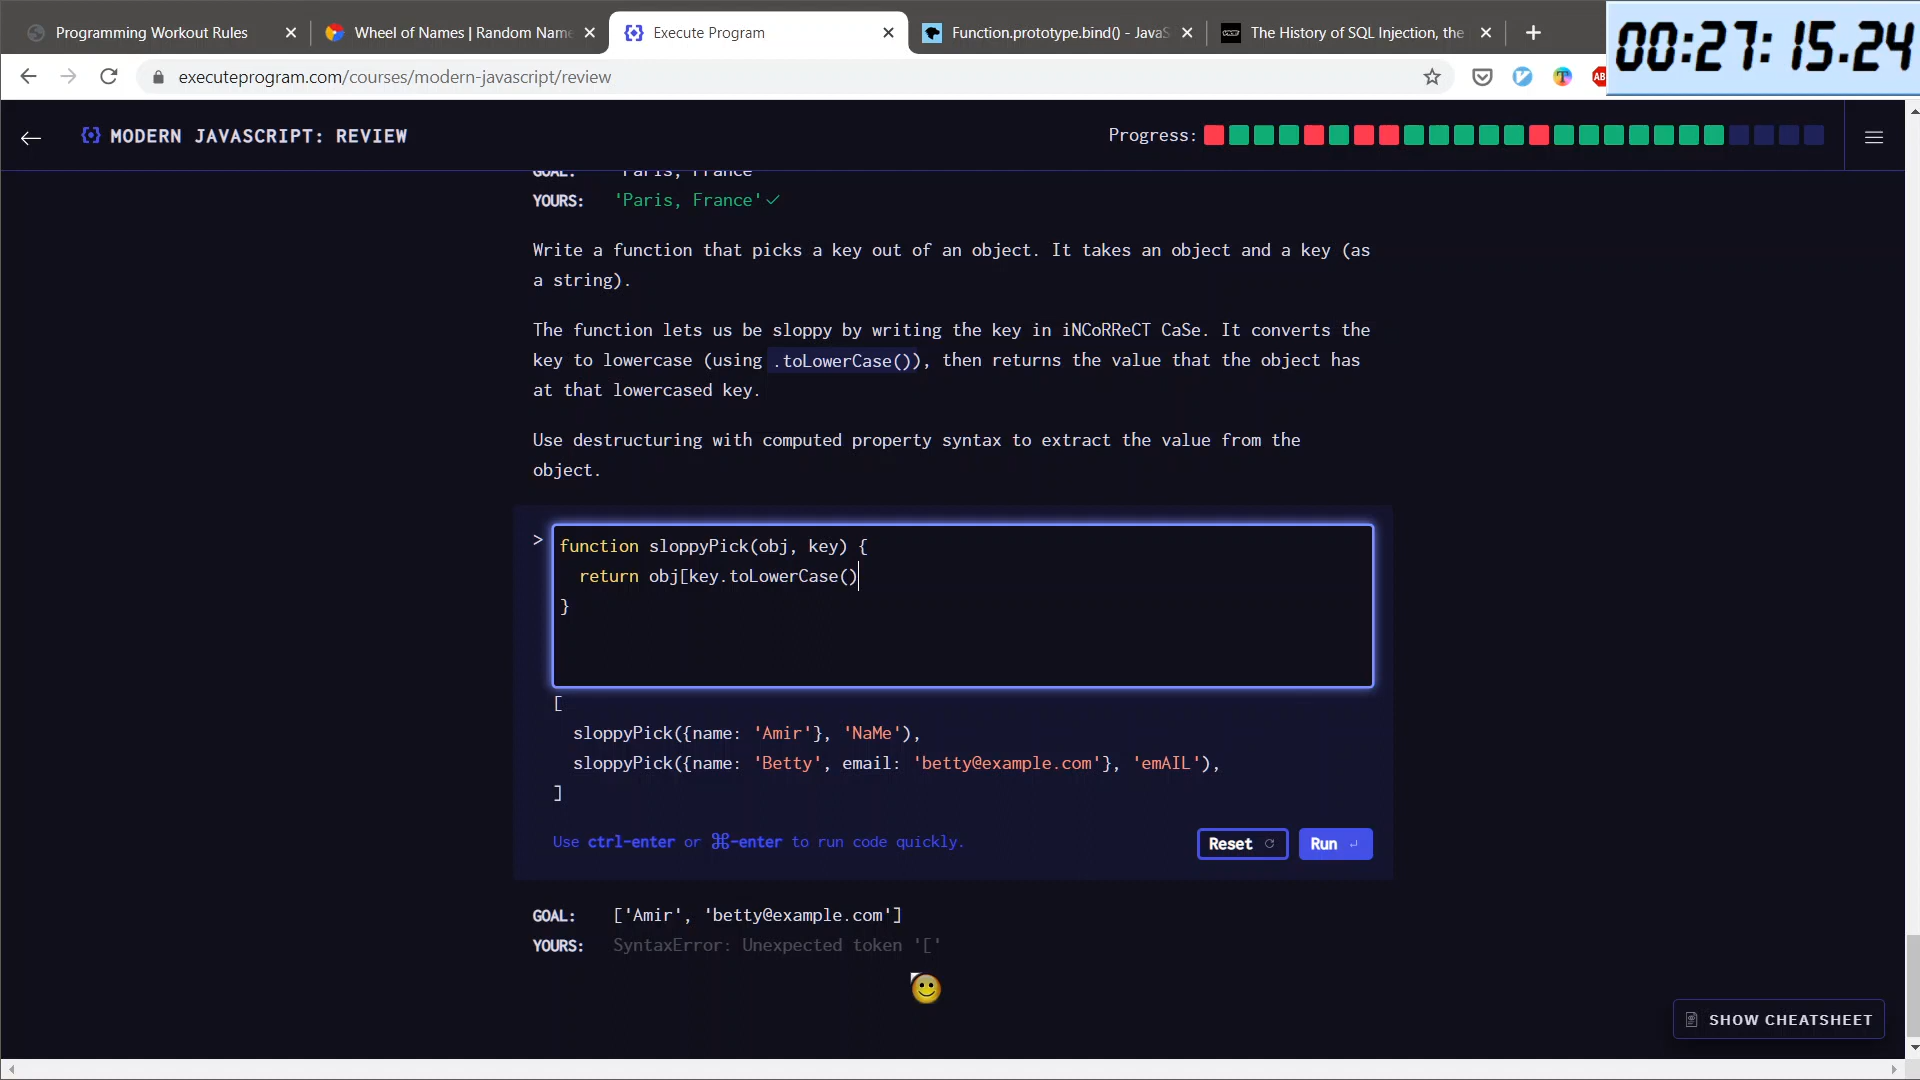 Programming Workout Rules
Wheel of Names | Random Name
Execute Program
Function.prototype.bind() - JavaS
The History of SQL Injection, the
00:27:15.24
executeprogram.com/courses/modern-javascript/review
MODERN JAVASCRIPT: REVIEW
Progress:
GOAL: 'Paris, France'
YOURS: 'Paris, France'
Write a function that picks a key out of an object. It takes an object and a key (as
a string).
The function lets us be sloppy by writing the key in iNCoRReCT CaSe. It converts the
key to lowercase (using .toLowerCase()), then returns the value that the object has
at that lowercased key.
Use destructuring with computed property syntax to extract the value from the
object.
> function sloppyPick(obj, key) {
return obj[key.toLowerCase()
}
[
sloppyPick({name: 'Amir'}, 'NaMe'),
sloppyPick({name: 'Betty', email: 'betty@example.com'}, 'emAIL'),
]
Use ctrl-enter or ⌘-enter to run code quickly.
Reset
Run
GOAL: ['Amir', 'betty@example.com']
YOURS: SyntaxError: Unexpected token '['
SHOW CHEATSHEET